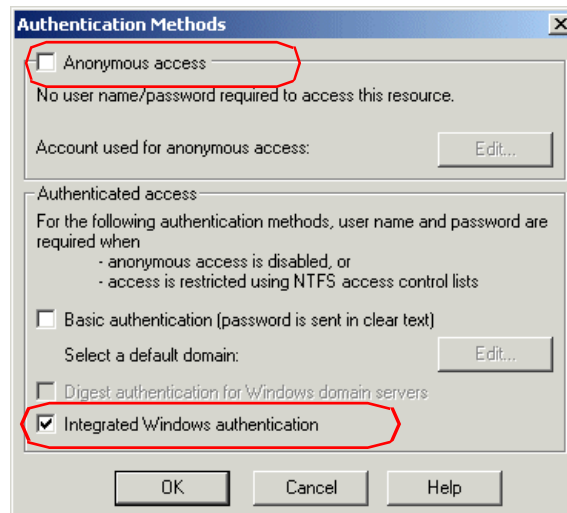 Authentication Methods
Anonymous access
No user name/password required to access this resource.
Account used for anonymous access:
Edit...
Authenticated access
For the following authentication methods, user name and password are
required when
- anonymous access is disabled, or
- access is restricted using NTFS access control lists
Basic authentication (password is sent in clear text)
Select a default domain:
Edit...
Digest authentication for Windows domain servers
Integrated Windows authentication
OK
Cancel
Help